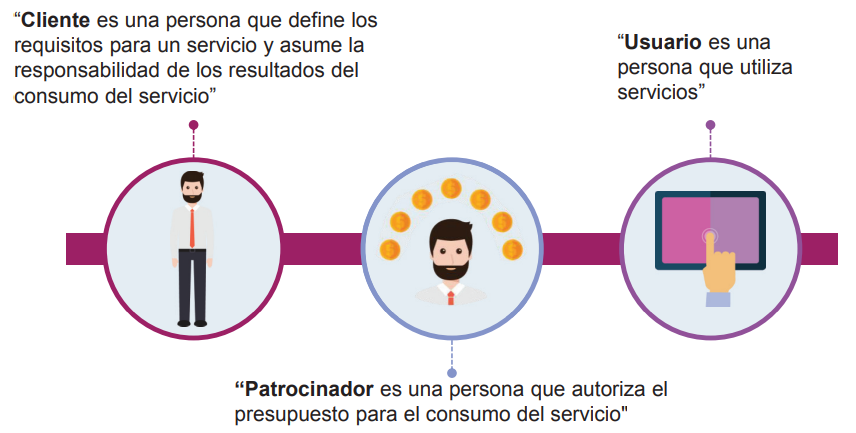 “Cliente es una persona que define los
requisitos para un servicio y asume la
responsabilidad de los resultados del
consumo del servicio”
“Usuario es una
persona que utiliza
servicios”
“Patrocinador es una persona que autoriza el
presupuesto para el consumo del servicio"